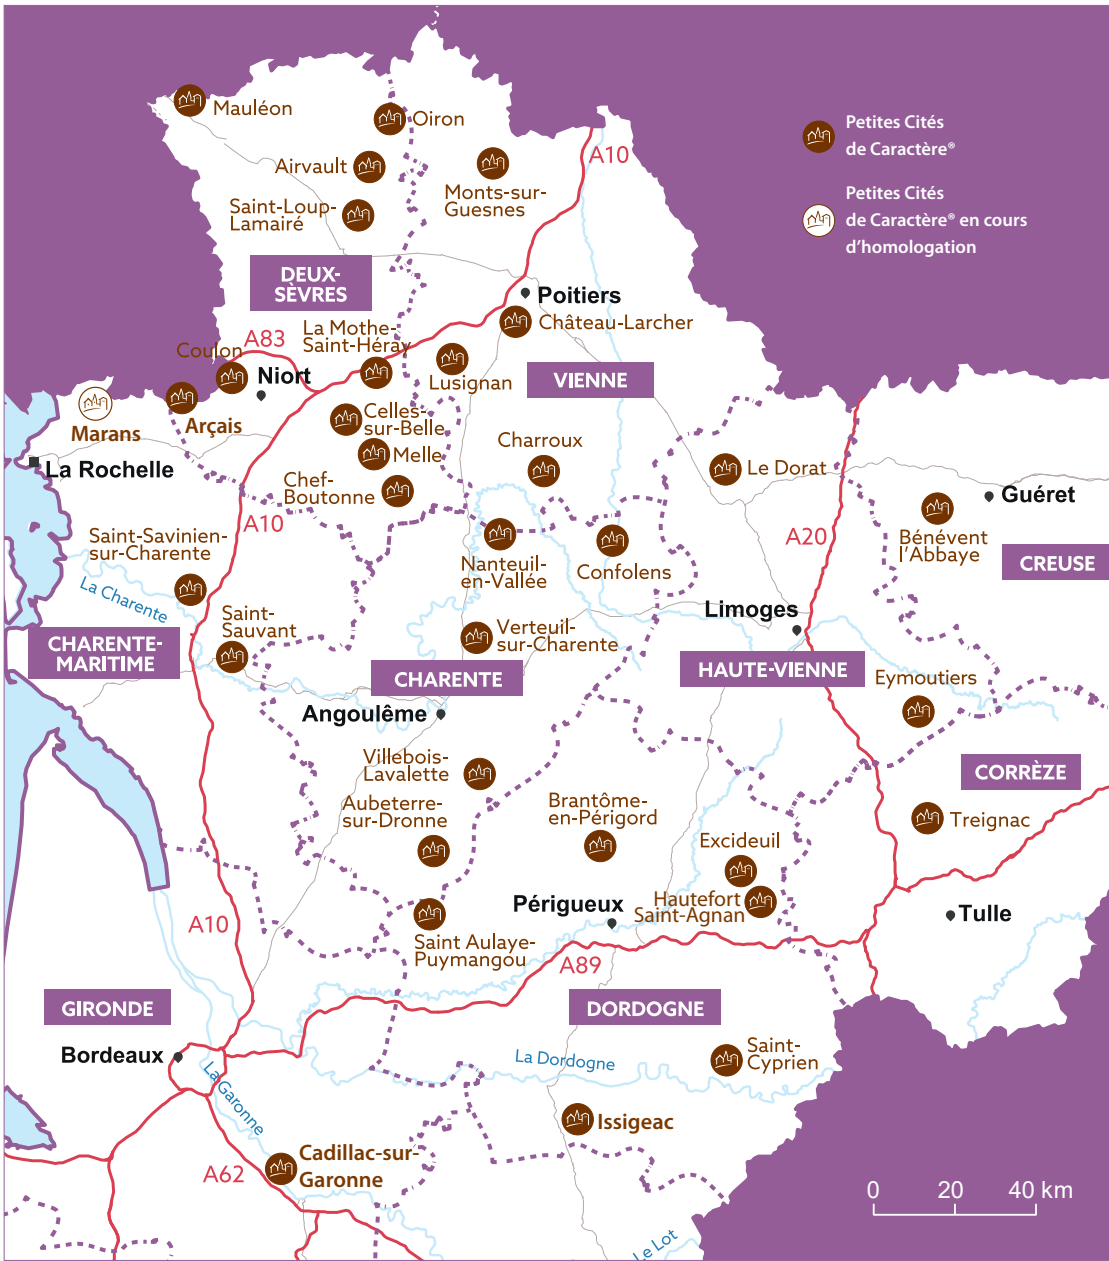 Mauléon
Oiron
Airvault
Saint-Loup-
Lamairé
Monts-sur-
Guesnes
A10
Petites Cités
de Caractère®
Petites Cités
de Caractère® en cours
d'homologation
DEUX-
SÈVRES
Poitiers
Château-Larcher
A83
La Mothe-
Saint-Héray
Coulon
Niort
Lusignan
VIENNE
Marans
Arçais
Celles-
sur-Belle
Melle
Charroux
La Rochelle
Chef-
Boutonne
Le Dorat
Guéret
A10
A20
Bénévent
l'Abbaye
CREUSE
Saint-Savinien-
sur-Charente
Nanteuil-
en-Vallée
Confolens
La Charente
Saint-
Sauvant
Limoges
Verteuil-
sur-Charente
CHARENTE-
MARITIME
CHARENTE
HAUTE-VIENNE
Eymoutiers
Angoulême
Villebois-
Lavalette
CORRÈZE
Aubeterre-
sur-Dronne
Brantôme-
en-Périgord
Treignac
Excideuil
Hautefort
Saint-Agnan
Périgueux
Tulle
A10
Saint Aulaye-
Puymangou
A89
GIRONDE
DORDOGNE
Bordeaux
La Dordogne
Saint-
Cyprien
La Garonne
Issigeac
Cadillac-sur-
Garonne
A62
0 20 40 km
Le Lot